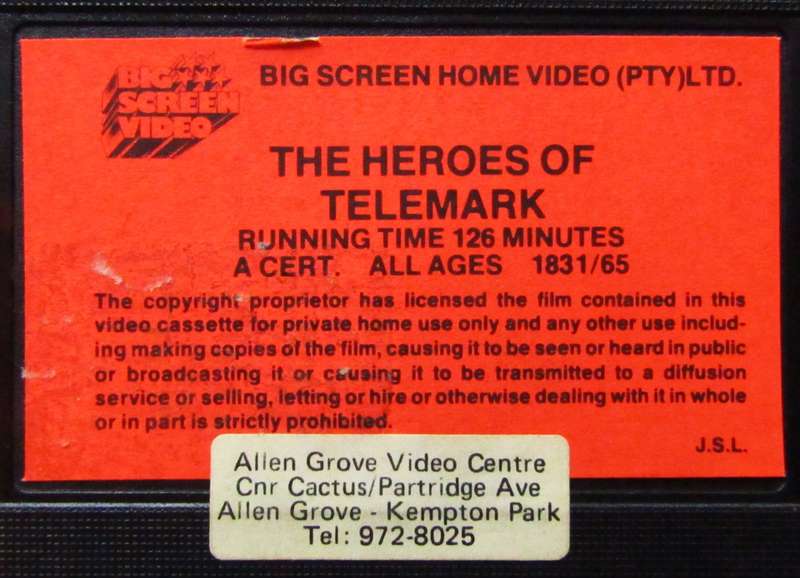 BIG
SCREEN
VIDEO
BIG SCREEN HOME VIDEO (PTY)LTD.
THE HEROES OF
TELEMARK
RUNNING TIME 126 MINUTES
A CERT. ALL AGES 1831/65
The copyright proprietor has licensed the film contained in this
video cassette for private home use only and any other use includ-
ing making copies of the film, causing it to be seen or heard in public
or broadcasting it or causing it to be transmitted to a diffusion
service or selling, letting or hire or otherwise dealing with it in whole
or in part is strictly prohibited.
J.S.L.
Allen Grove Video Centre
Cnr Cactus/Partridge Ave
Allen Grove - Kempton Park
Tel: 972-8025